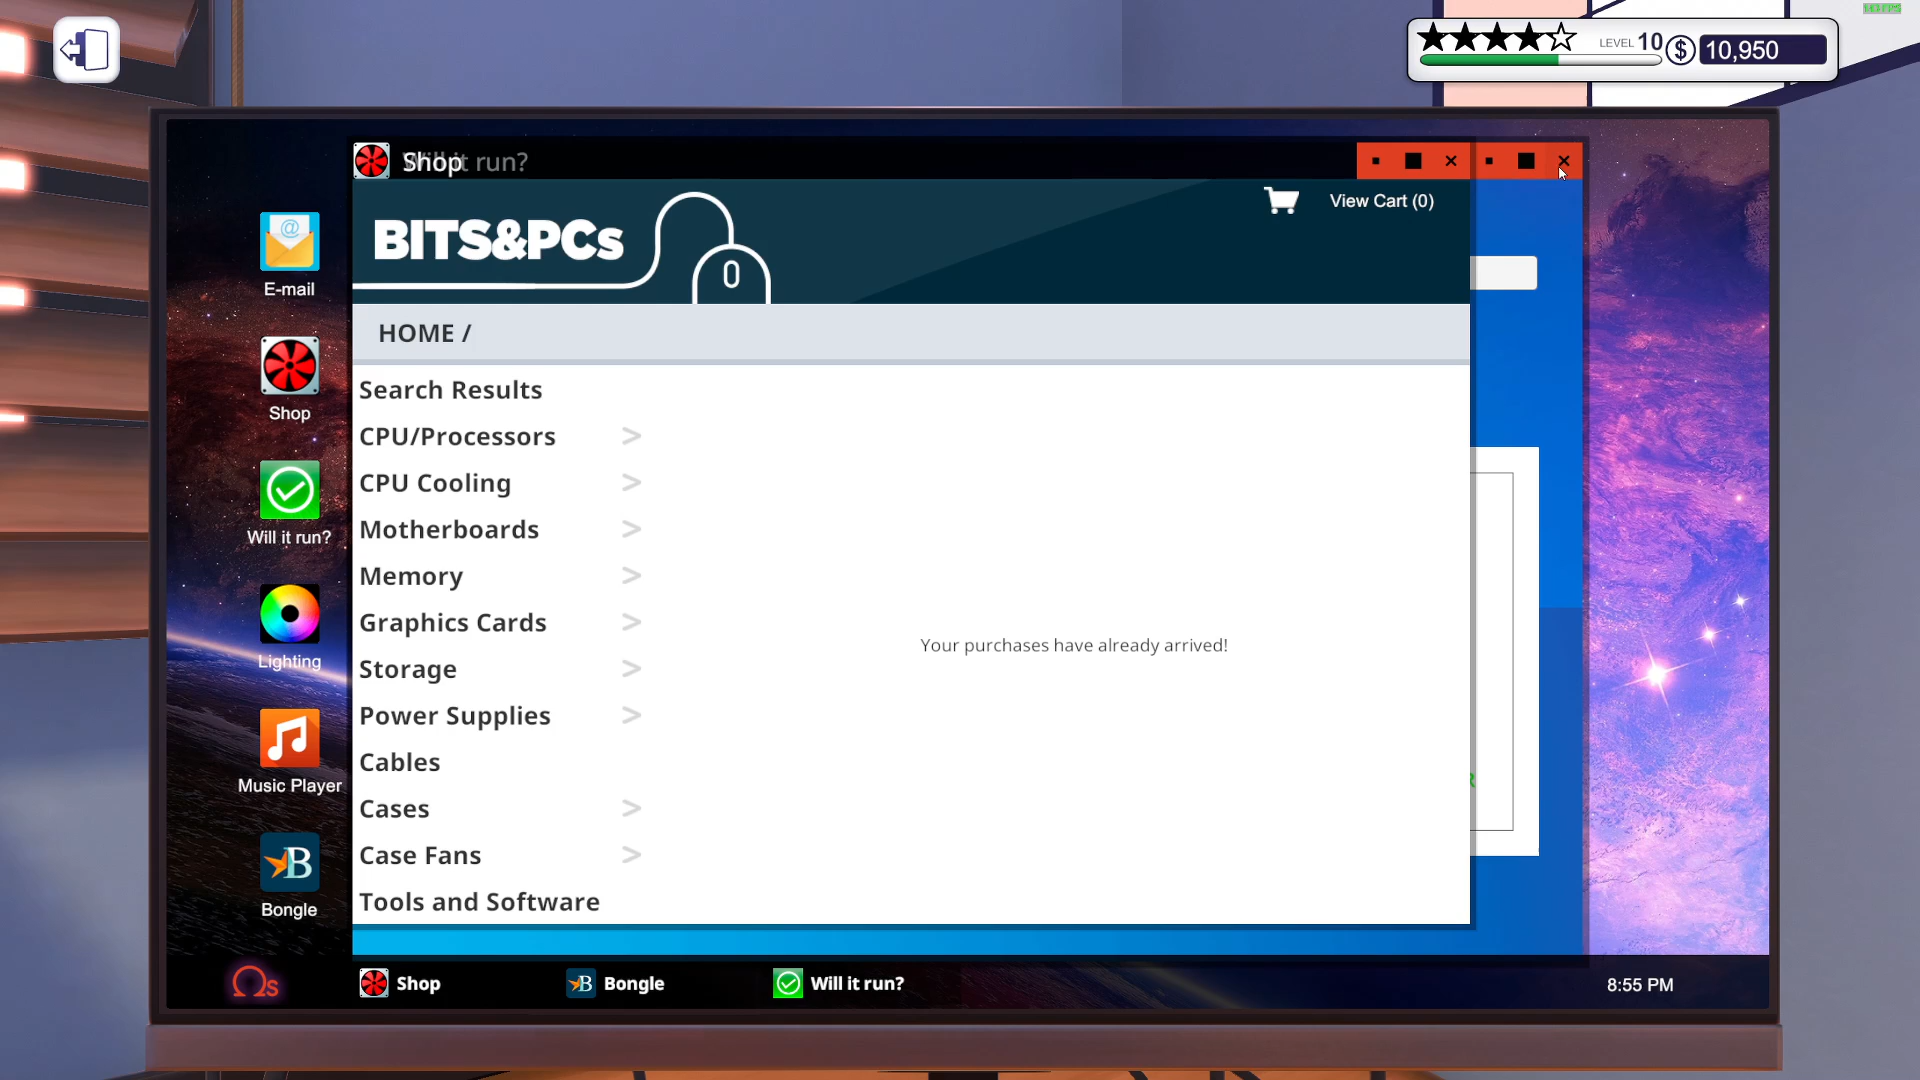 LEVEL 10
$ 10,950
Shop
Will it run?
View Cart (0)
BITS&PCs
HOME /
Search Results
CPU/Processors >
CPU Cooling >
Motherboards >
Memory >
Graphics Cards >
Storage >
Power Supplies >
Cables
Cases >
Case Fans >
Tools and Software
Your purchases have already arrived!
E-mail
Shop
Will it run?
Lighting
Music Player
Bongle
Shop
Bongle
Will it run?
8:55 PM